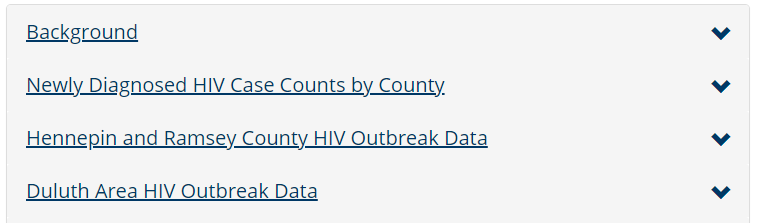 Background
Newly Diagnosed HIV Case Counts by County
Hennepin and Ramsey County HIV Outbreak Data
Duluth Area HIV Outbreak Data